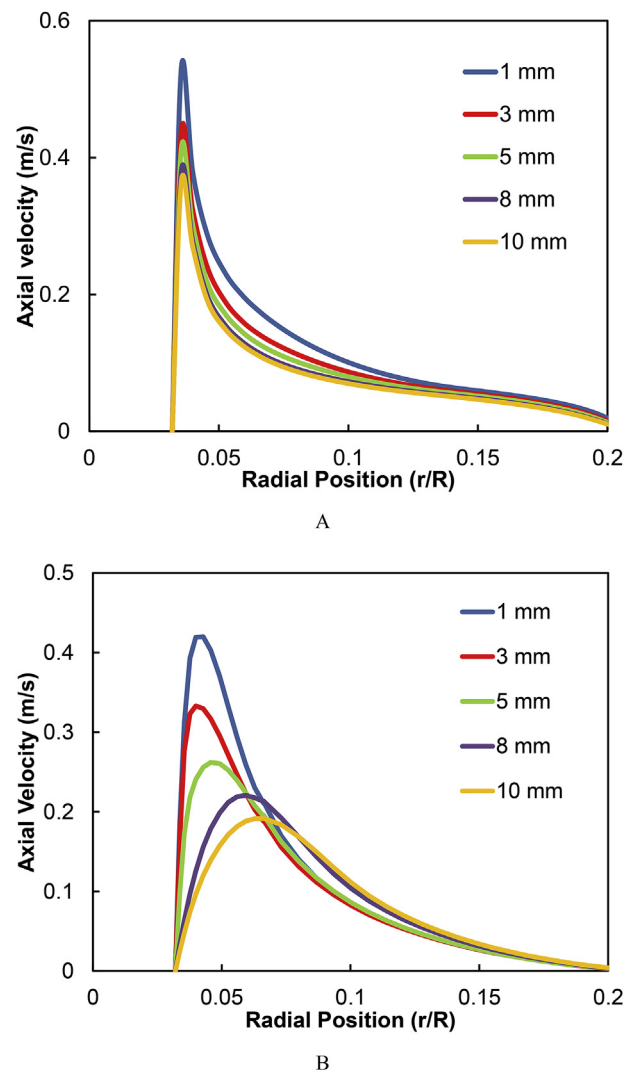 0.6
0.4
0.2
0
Axial velocity (m/s)
1 mm
3 mm
5 mm
8 mm
10 mm
0
0.05
0.1
0.15
0.2
Radial Position (r/R)
A
0.5
0.4
0.3
0.2
0.1
0
Axial Velocity (m/s)
1 mm
3 mm
5 mm
8 mm
10 mm
0
0.05
0.1
0.15
0.2
Radial Position (r/R)
B